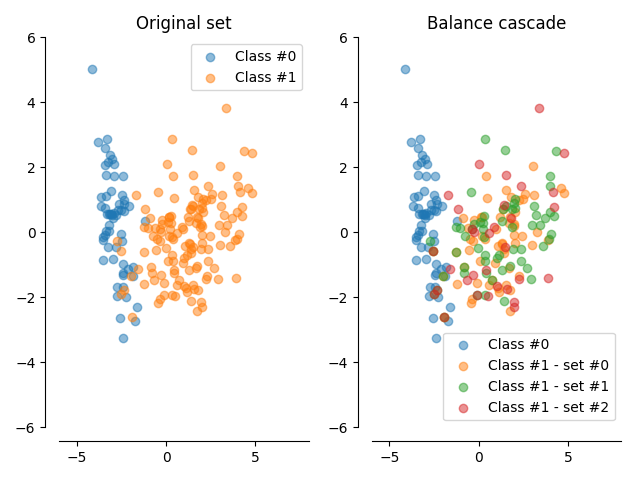 Original set
Class #0
Class #1
6
4
2
0
−2
−4
−6
−5
0
5
Balance cascade
6
4
2
0
−2
−4
−6
−5
0
5
Class #0
Class #1 - set #0
Class #1 - set #1
Class #1 - set #2